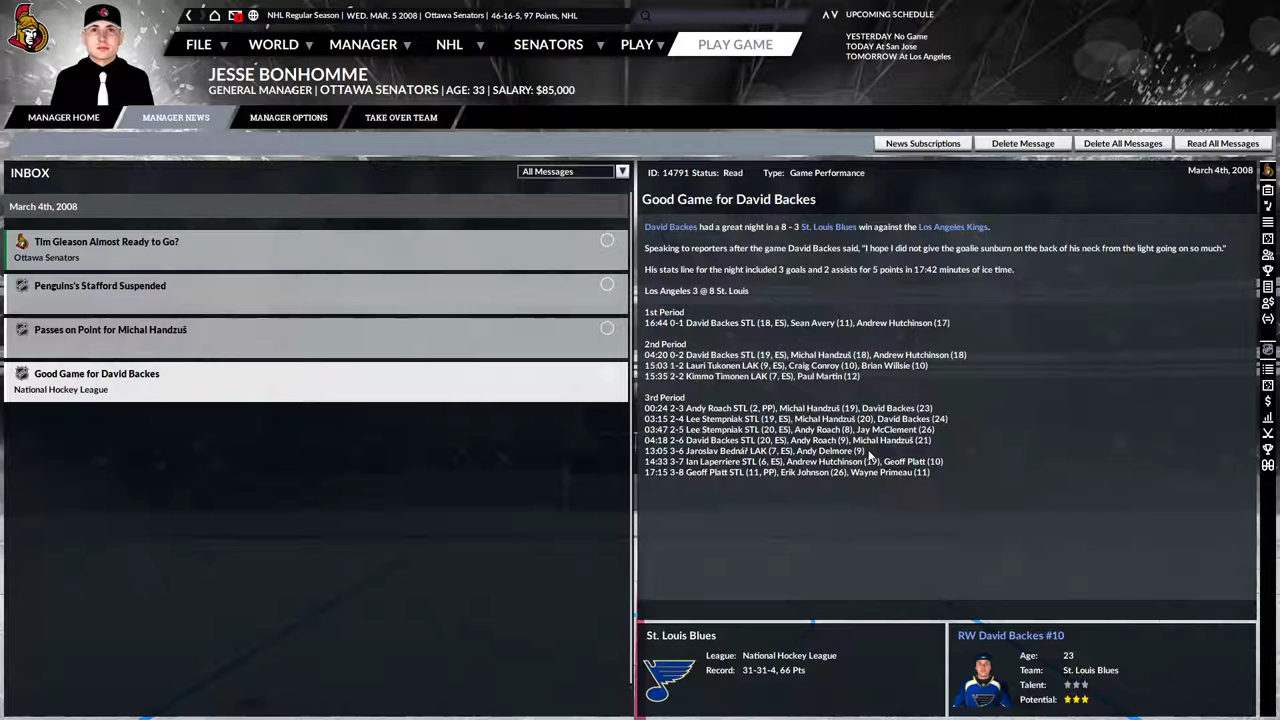 NHL Regular Season | WED. MAR. 5 2008 | Ottawa Senators | 46-16-5, 97 Points, NHL
UPCOMING SCHEDULE
YESTERDAY No Game
TODAY At San Jose
TOMORROW At Los Angeles
FILE WORLD MANAGER NHL SENATORS PLAY PLAY GAME
JESSE BONHOMME
GENERAL MANAGER | OTTAWA SENATORS | AGE: 33 | SALARY: $85,000
MANAGER HOME MANAGER NEWS MANAGER OPTIONS TAKE OVER TEAM
News Subscriptions Delete Message Delete All Messages Read All Messages
INBOX All Messages
March 4th, 2008
Tim Gleason Almost Ready to Go?
Ottawa Senators
Penguins's Stafford Suspended
Passes on Point for Michal Handzuš
Good Game for David Backes
National Hockey League
ID: 14791 Status: Read Type: Game Performance March 4th, 2008
Good Game for David Backes
David Backes had a great night in a 8 - 3 St. Louis Blues win against the Los Angeles Kings.
Speaking to reporters after the game David Backes said, "I hope I did not give the goalie sunburn on the back of his neck from the light going on so much."
His stats line for the night included 3 goals and 2 assists for 5 points in 17:42 minutes of ice time.
Los Angeles 3 @ 8 St. Louis
1st Period
16:44 0-1 David Backes STL (18, ES), Sean Avery (11), Andrew Hutchinson (17)
2nd Period
04:20 0-2 David Backes STL (19, ES), Michal Handzuš (18), Andrew Hutchinson (18)
15:03 1-2 Lauri Tukonen LAK (9, ES), Craig Conroy (10), Brian Willsie (10)
15:35 2-2 Kimmo Timonen LAK (7, ES), Paul Martin (12)
3rd Period
00:24 2-3 Andy Roach STL (2, PP), Michal Handzuš (19), David Backes (23)
03:15 2-4 Lee Stempniak STL (19, ES), Michal Handzuš (20), David Backes (24)
03:47 2-5 Lee Stempniak STL (20, ES), Andy Roach (8), Jay McClement (26)
04:18 2-6 David Backes STL (20, ES), Andy Roach (9), Michal Handzuš (21)
13:05 3-6 Jaroslav Bednář LAK (7, ES), Andy Delmore (9)
14:33 3-7 Ian Laperriere STL (6, ES), Andrew Hutchinson (19), Geoff Platt (10)
17:15 3-8 Geoff Platt STL (11, PP), Erik Johnson (26), Wayne Primeau (11)
St. Louis Blues
League: National Hockey League
Record: 31-31-4, 66 Pts
RW David Backes #10
Age: 23
Team: St. Louis Blues
Talent:
Potential: